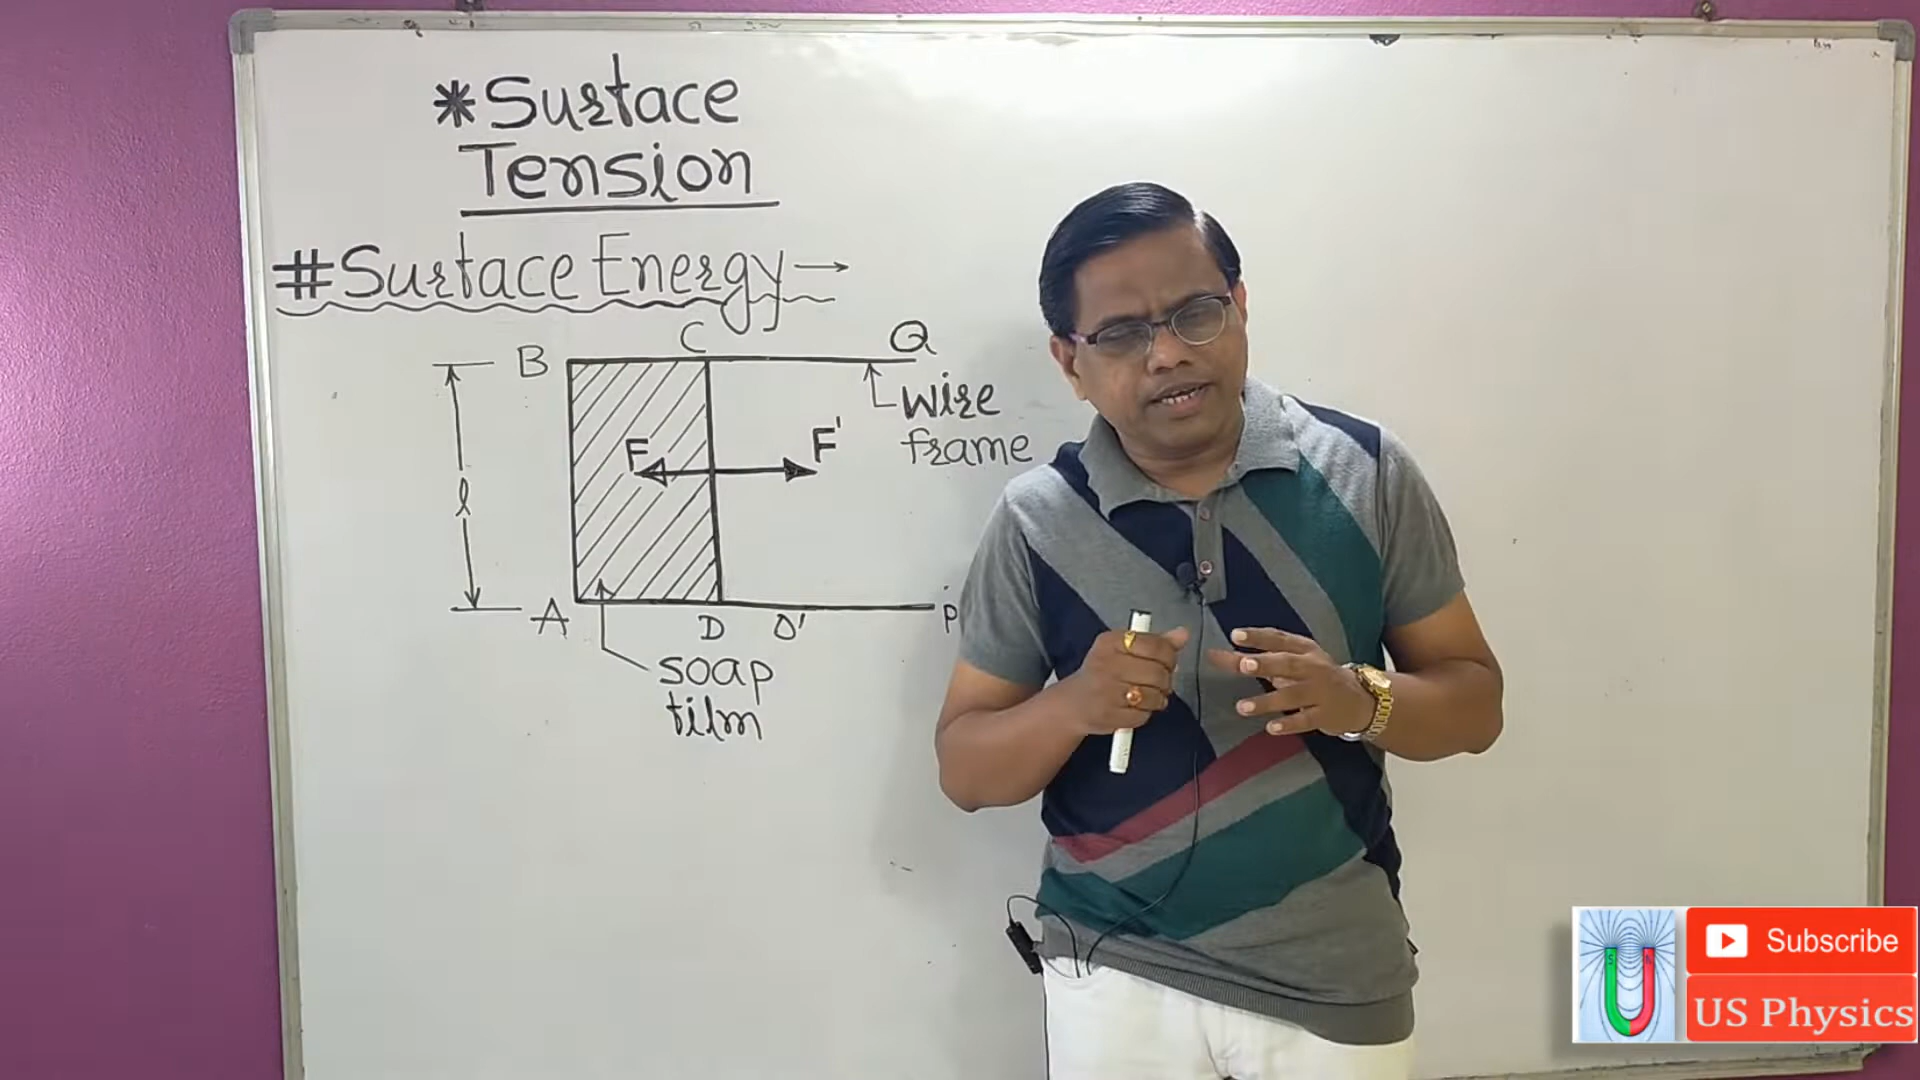 *Surface
Tension
#Surface Energy→
B
C
Q
wire
frame
F
F'
l
A
D
D'
P
soap
film
Subscribe
US Physics